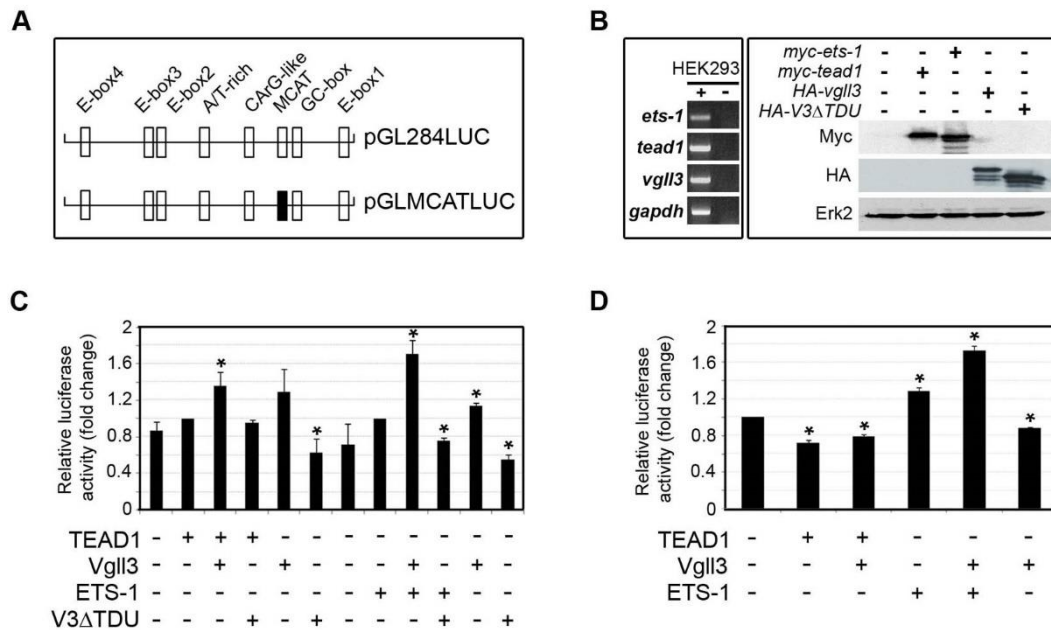 A
E-box4 E-box3 E-box2 A/T-rich CArG-like MCAT GC-box E-box1
pGL284LUC
pGLMCATLUC
B
HEK293
+ -
ets-1
tead1
vgll3
gapdh
myc-ets-1 - - + - -
myc-tead1 - + - - -
HA-vgll3 - - - + -
HA-V3ΔTDU - - - - +
Myc
HA
Erk2
C
Relative luciferase
activity (fold change)
2
1.6
1.2
0.8
0.4
0
* * * * * *
TEAD1 - + + + - - - - - - - -
Vgll3 - - + - + - - - + - + -
ETS-1 - - - - - - - + + + - -
V3ΔTDU - - - + - + - - - + - +
D
Relative luciferase
activity (fold change)
2
1.6
1.2
0.8
0.4
0
* * * * *
TEAD1 - + + - - -
Vgll3 - - + - + +
ETS-1 - - - + + -